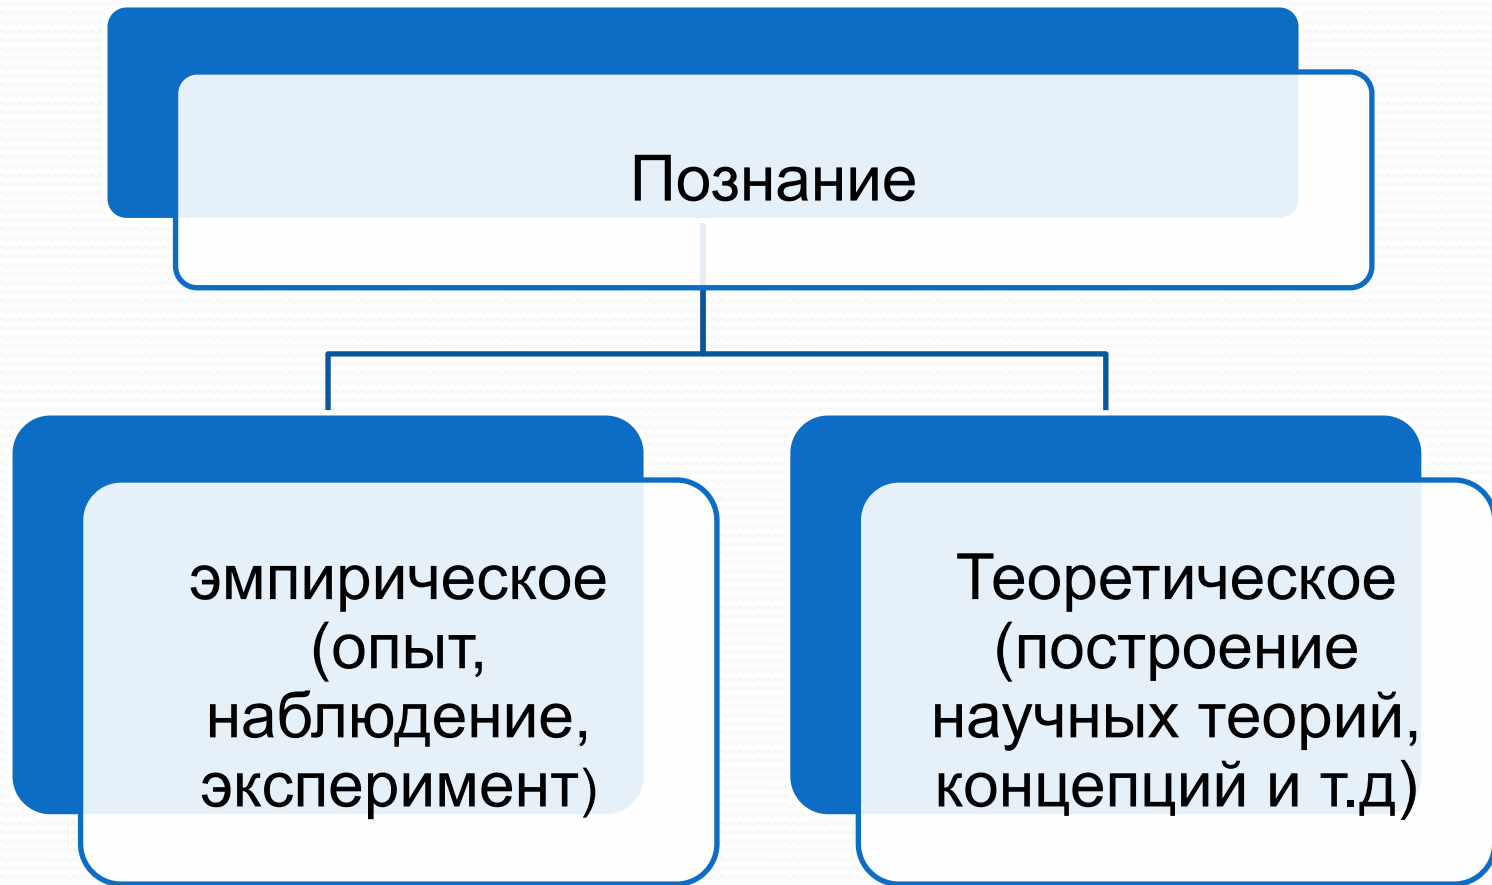 Познание
эмпирическое
(опыт,
наблюдение,
эксперимент)
Теоретическое
(построение
научных теорий,
концепций и т.д)